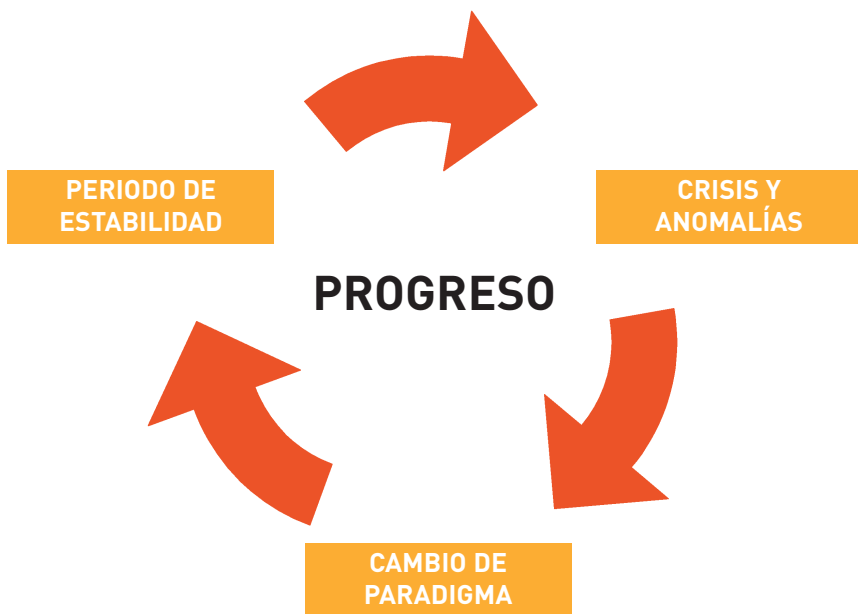 PERIODO DE
ESTABILIDAD
CRISIS Y
ANOMALÍAS
PROGRESO
CAMBIO DE
PARADIGMA